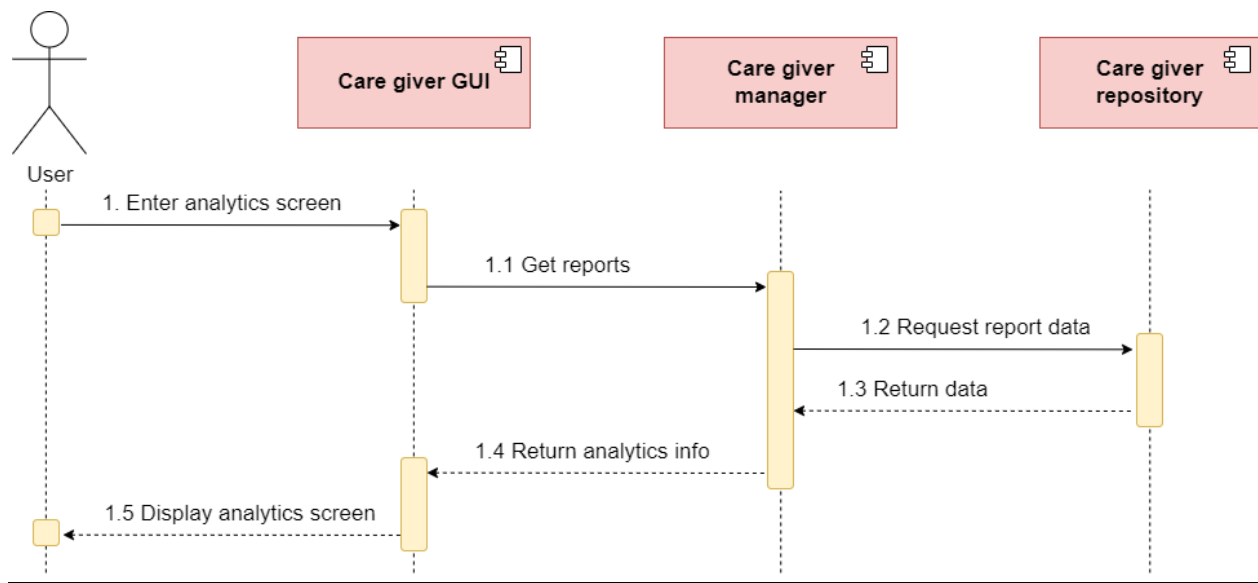 Care giver GUI
Care giver
manager
Care giver
repository
User
1. Enter analytics screen
1.1 Get reports
1.2 Request report data
1.3 Return data
1.4 Return analytics info
1.5 Display analytics screen